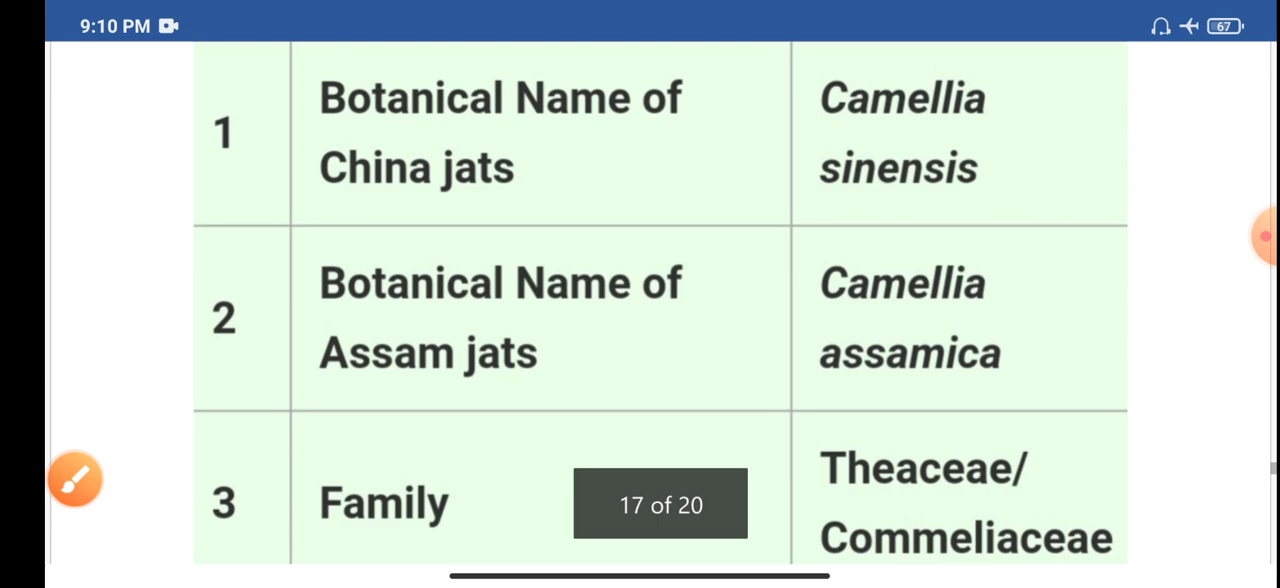 9:10 PM
67
1
Botanical Name of
China jats
Camellia
sinensis
2
Botanical Name of
Assam jats
Camellia
assamica
3
Family
Theaceae/
Commeliaceae
17 of 20